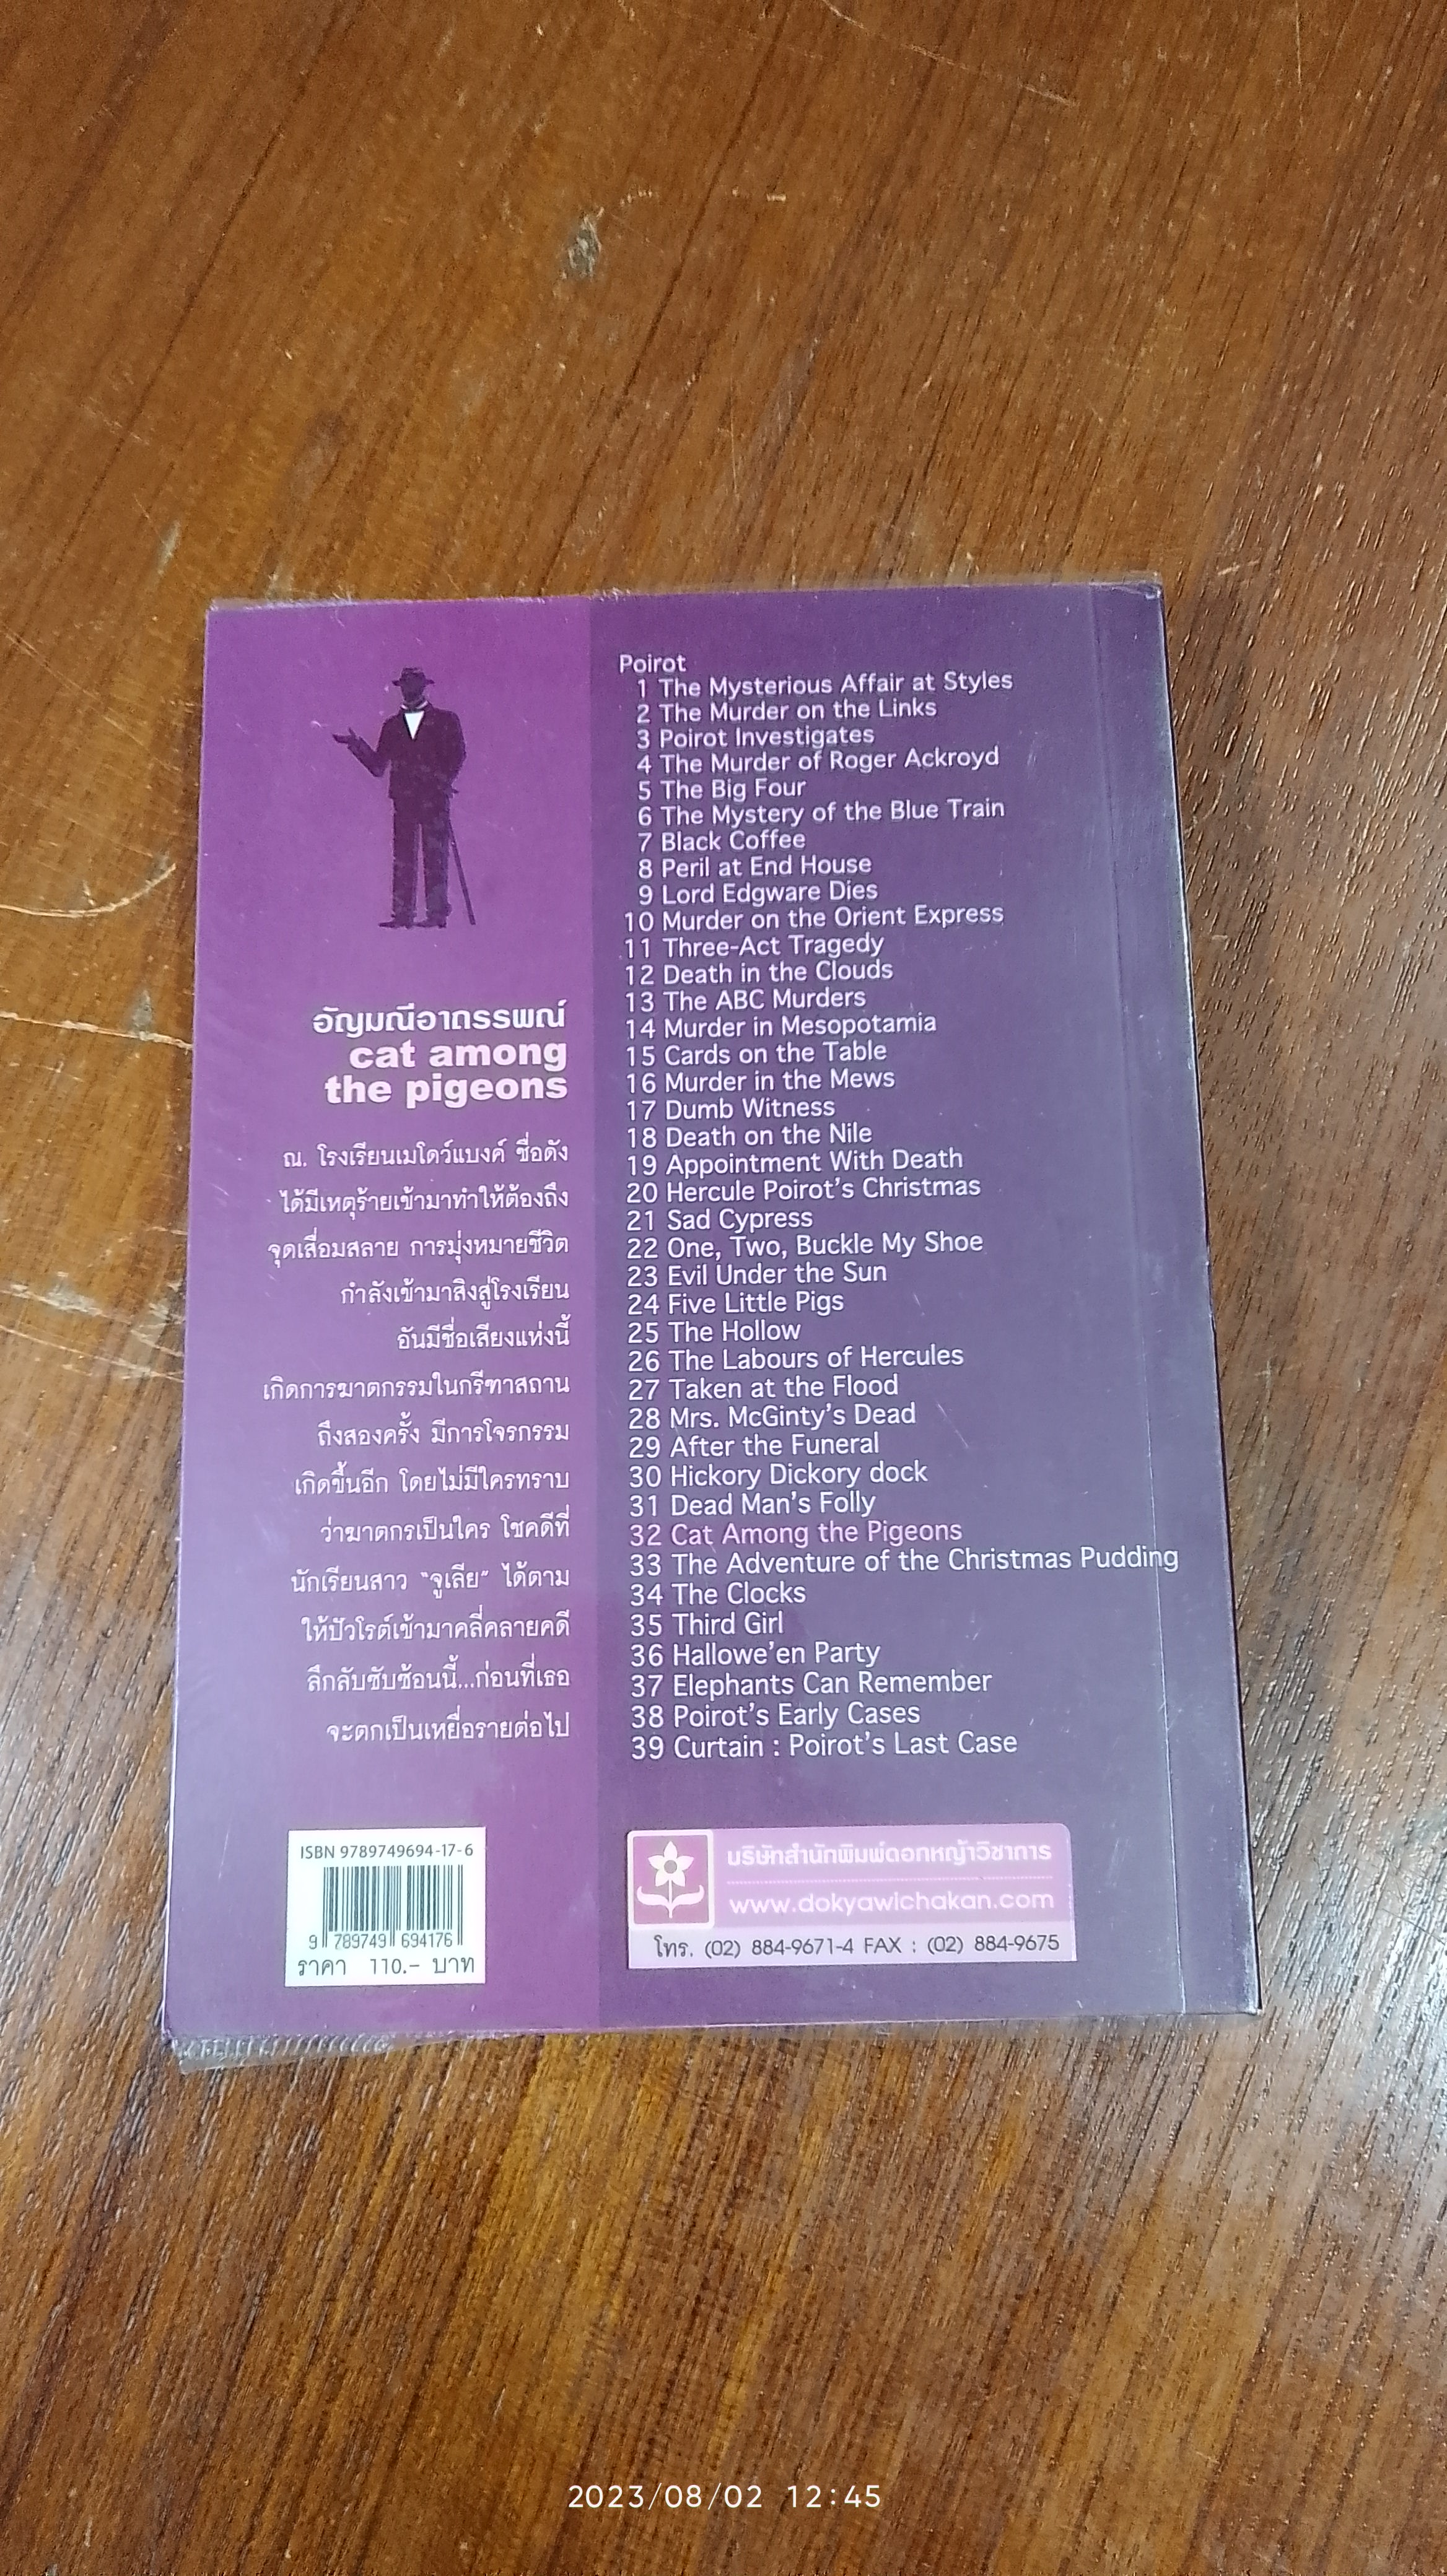 อัญมณีอาถรรพณ์
cat among
the pigeons
ณ. โรงเรียนเมโดว์แบงค์ ชื่อดัง
ได้มีเหตุร้ายเข้ามาทำให้ต้องถึง
จุดเสื่อมสลาย การมุ่งหมายชีวิต
กำลังเข้ามาสิงสู่โรงเรียน
อันมีชื่อเสียงแห่งนี้
เกิดการฆาตกรรมในกรีฑาสถาน
ถึงสองครั้ง มีการโจรกรรม
เกิดขึ้นอีก โดยไม่มีใครทราบ
ว่าฆาตกรเป็นใคร โชคดีที่
นักเรียนสาว “จูเลีย” ได้ตาม
ให้ปัวโรต์เข้ามาคลี่คลายคดี
ลึกลับซับซ้อนนี้...ก่อนที่เธอ
จะตกเป็นเหยื่อรายต่อไป
ISBN 9789749694-17-6
9 789749 694176
ราคา 110.- บาท
Poirot
1 The Mysterious Affair at Styles
2 The Murder on the Links
3 Poirot Investigates
4 The Murder of Roger Ackroyd
5 The Big Four
6 The Mystery of the Blue Train
7 Black Coffee
8 Peril at End House
9 Lord Edgware Dies
10 Murder on the Orient Express
11 Three-Act Tragedy
12 Death in the Clouds
13 The ABC Murders
14 Murder in Mesopotamia
15 Cards on the Table
16 Murder in the Mews
17 Dumb Witness
18 Death on the Nile
19 Appointment With Death
20 Hercule Poirot’s Christmas
21 Sad Cypress
22 One, Two, Buckle My Shoe
23 Evil Under the Sun
24 Five Little Pigs
25 The Hollow
26 The Labours of Hercules
27 Taken at the Flood
28 Mrs. McGinty’s Dead
29 After the Funeral
30 Hickory Dickory dock
31 Dead Man’s Folly
32 Cat Among the Pigeons
33 The Adventure of the Christmas Pudding
34 The Clocks
35 Third Girl
36 Hallowe’en Party
37 Elephants Can Remember
38 Poirot’s Early Cases
39 Curtain : Poirot’s Last Case
บริษัทสำนักพิมพ์ดอกหญ้าวิชาการ
www.dokyawichakan.com
โทร. (02) 884-9671-4 FAX : (02) 884-9675
2023/08/02 12:45